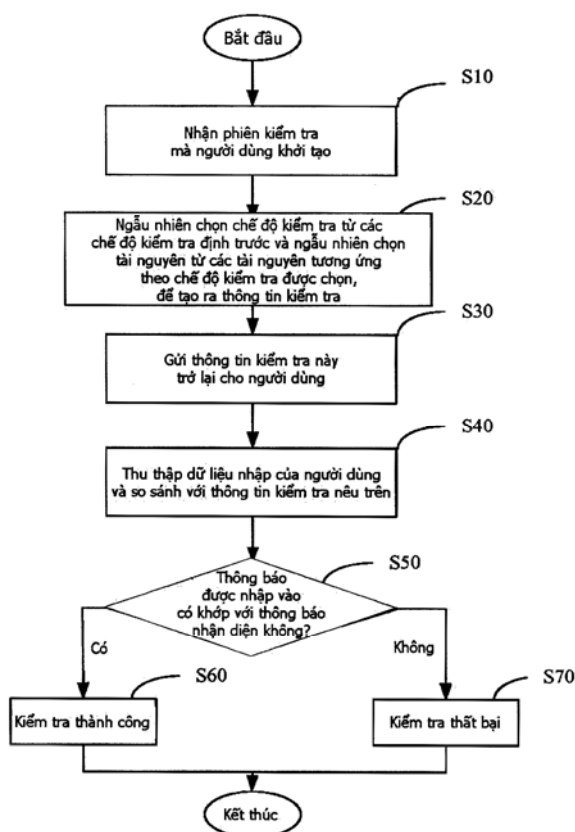 Bắt đầu
S10
Nhận phiên kiểm tra
mà người dùng khởi tạo
S20
Ngẫu nhiên chọn chế độ kiểm tra từ các
chế độ kiểm tra định trước và ngẫu nhiên chọn
tài nguyên từ các tài nguyên tương ứng
theo chế độ kiểm tra được chọn,
để tạo ra thông tin kiểm tra
S30
Gửi thông tin kiểm tra này
trở lại cho người dùng
S40
Thu thập dữ liệu nhập của người dùng
và so sánh với thông tin kiểm tra nêu trên
S50
Thông báo
được nhập vào
có khớp với thông báo
nhận diện không?
Có
Không
S60
S70
Kiểm tra thành công
Kiểm tra thất bại
Kết thúc